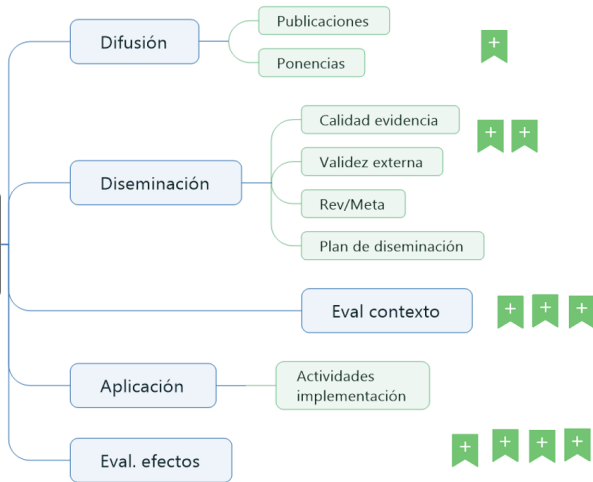 Difusión
Publicaciones
Ponencias
+
Diseminación
Calidad evidencia
Validez externa
Rev/Meta
Plan de diseminación
+ +
Eval contexto
+ + +
Aplicación
Actividades
implementación
Eval. efectos
+ + + +